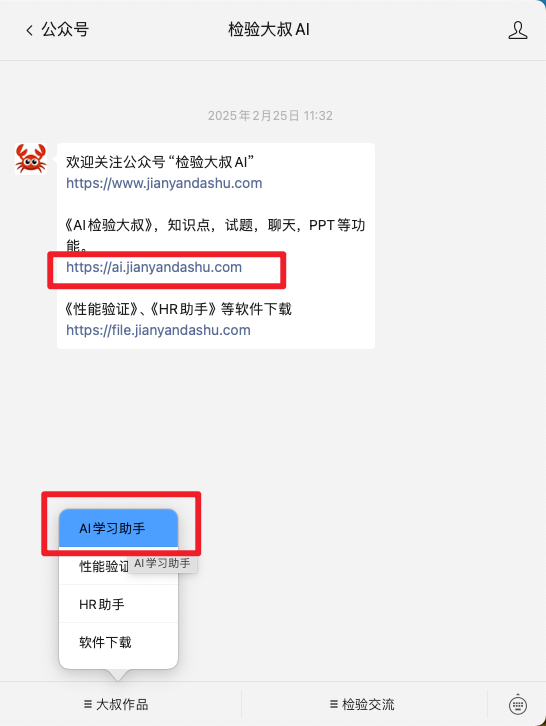 公众号
检验大叔AI
2025年2月25日 11:32
欢迎关注公众号“检验大叔AI”
https://www.jianyandashu.com
《AI检验大叔》，知识点，试题，聊天，PPT等功
能。
https://ai.jianyandashu.com
《性能验证》、《HR助手》等软件下载
https://file.jianyandashu.com
AI学习助手
性能验证
AI学习助手
HR助手
软件下载
大叔作品
检验交流